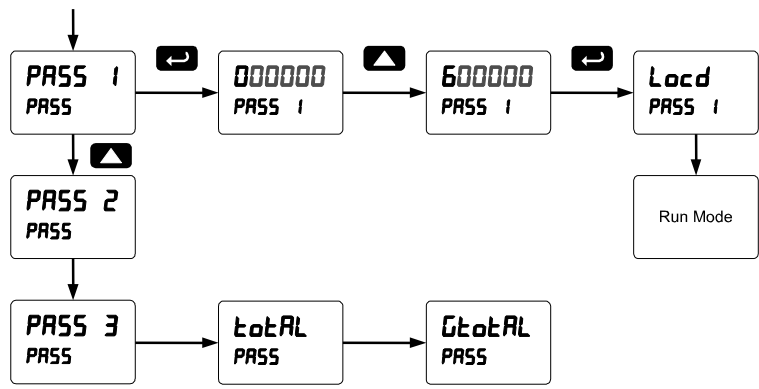 PASS 1
PASS
000000
PASS 1
600000
PASS 1
Locd
PASS 1
PASS 2
PASS
Run Mode
PASS 3
PASS
totAL
PASS
GtotAL
PASS